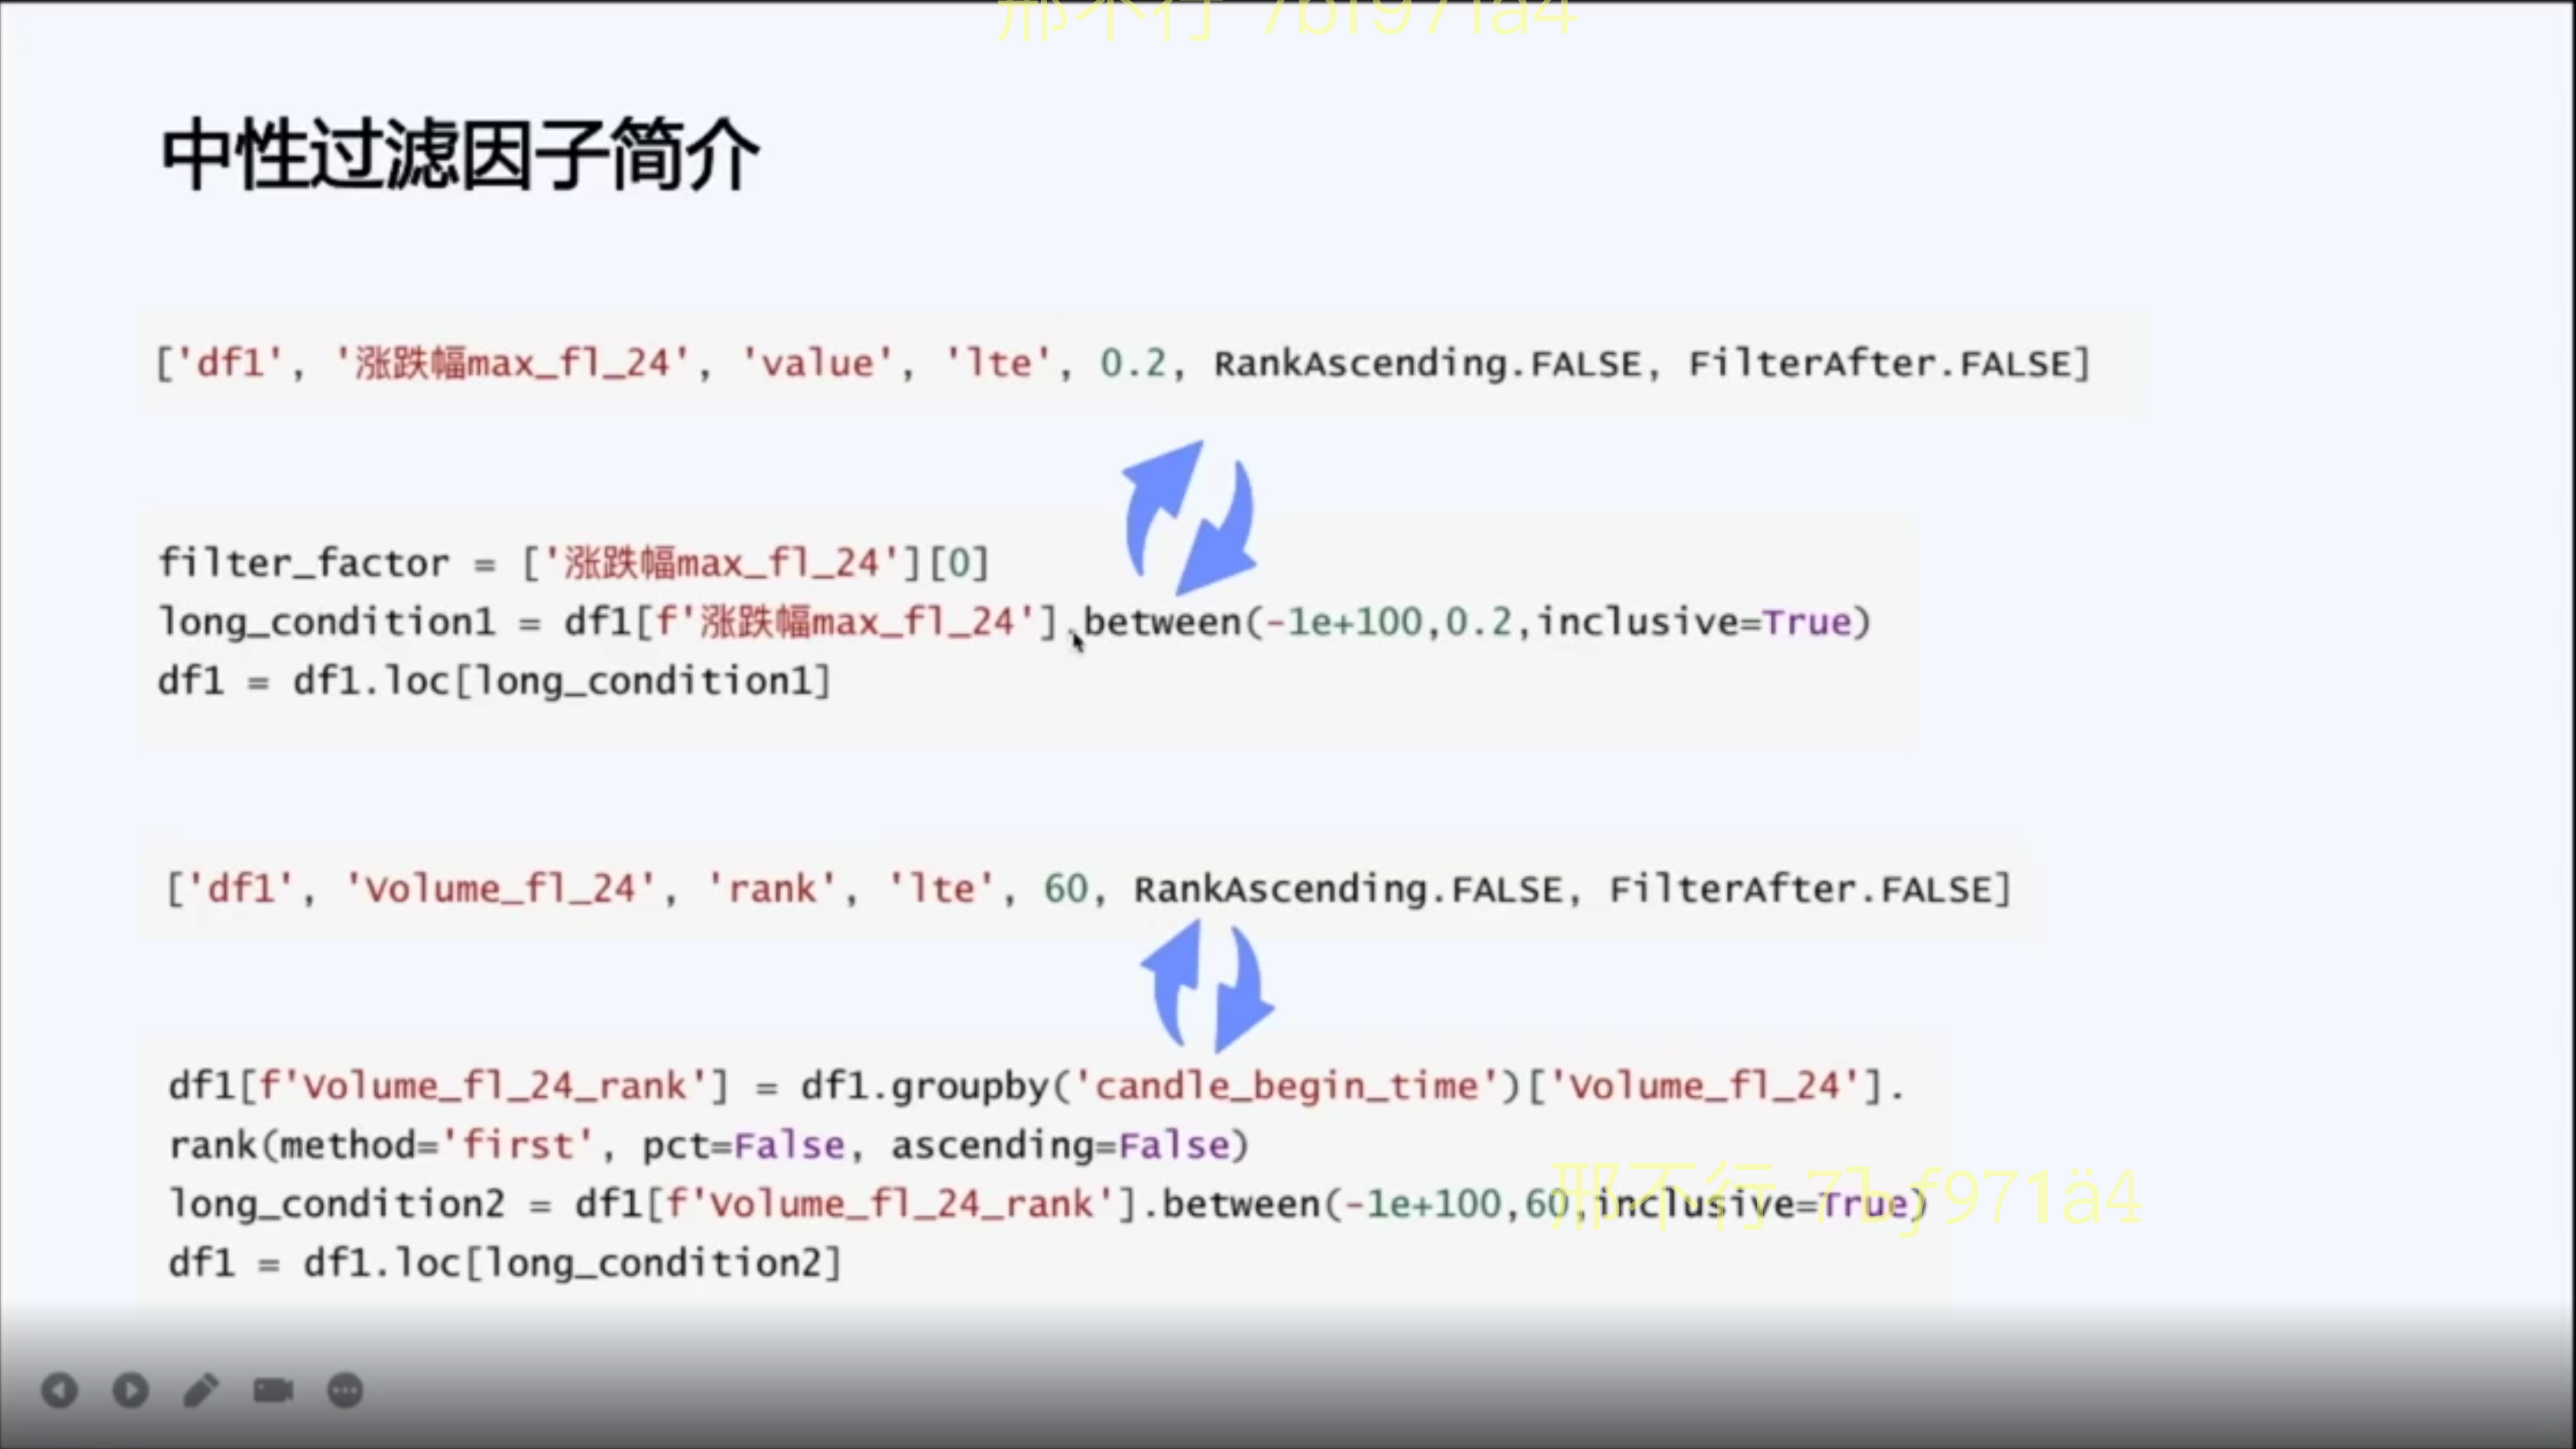 邢不行 7bf971a4
中性过滤因子简介
['df1', '涨跌幅max_fl_24', 'value', 'lte', 0.2, RankAscending.FALSE, FilterAfter.FALSE]
filter_factor = ['涨跌幅max_fl_24'][0]
long_condition1 = df1[f'涨跌幅max_fl_24'].between(-1e+100,0.2,inclusive=True)
df1 = df1.loc[long_condition1]
['df1', 'Volume_fl_24', 'rank', 'lte', 60, RankAscending.FALSE, FilterAfter.FALSE]
df1[f'Volume_fl_24_rank'] = df1.groupby('candle_begin_time')['Volume_fl_24'].
rank(method='first', pct=False, ascending=False)
long_condition2 = df1[f'Volume_fl_24_rank'].between(-1e+100,60,inclusive=True)
邢不行 7bf971ä4
df1 = df1.loc[long_condition2]